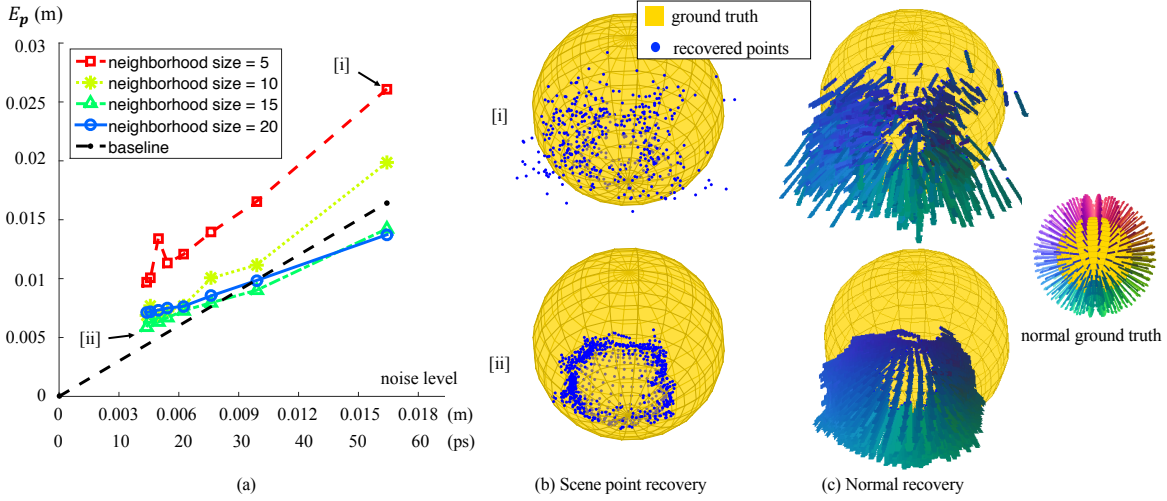 E_p (m)
0.03
0.025
0.02
0.015
0.01
0.005
0
neighborhood size = 5
neighborhood size = 10
neighborhood size = 15
neighborhood size = 20
baseline
[i]
[ii]
noise level
0 0.003 0.006 0.009 0.012 0.015 0.018 (m)
0 10 20 30 40 50 60 (ps)
(a)
ground truth
recovered points
[i]
[ii]
(b) Scene point recovery
(c) Normal recovery
normal ground truth